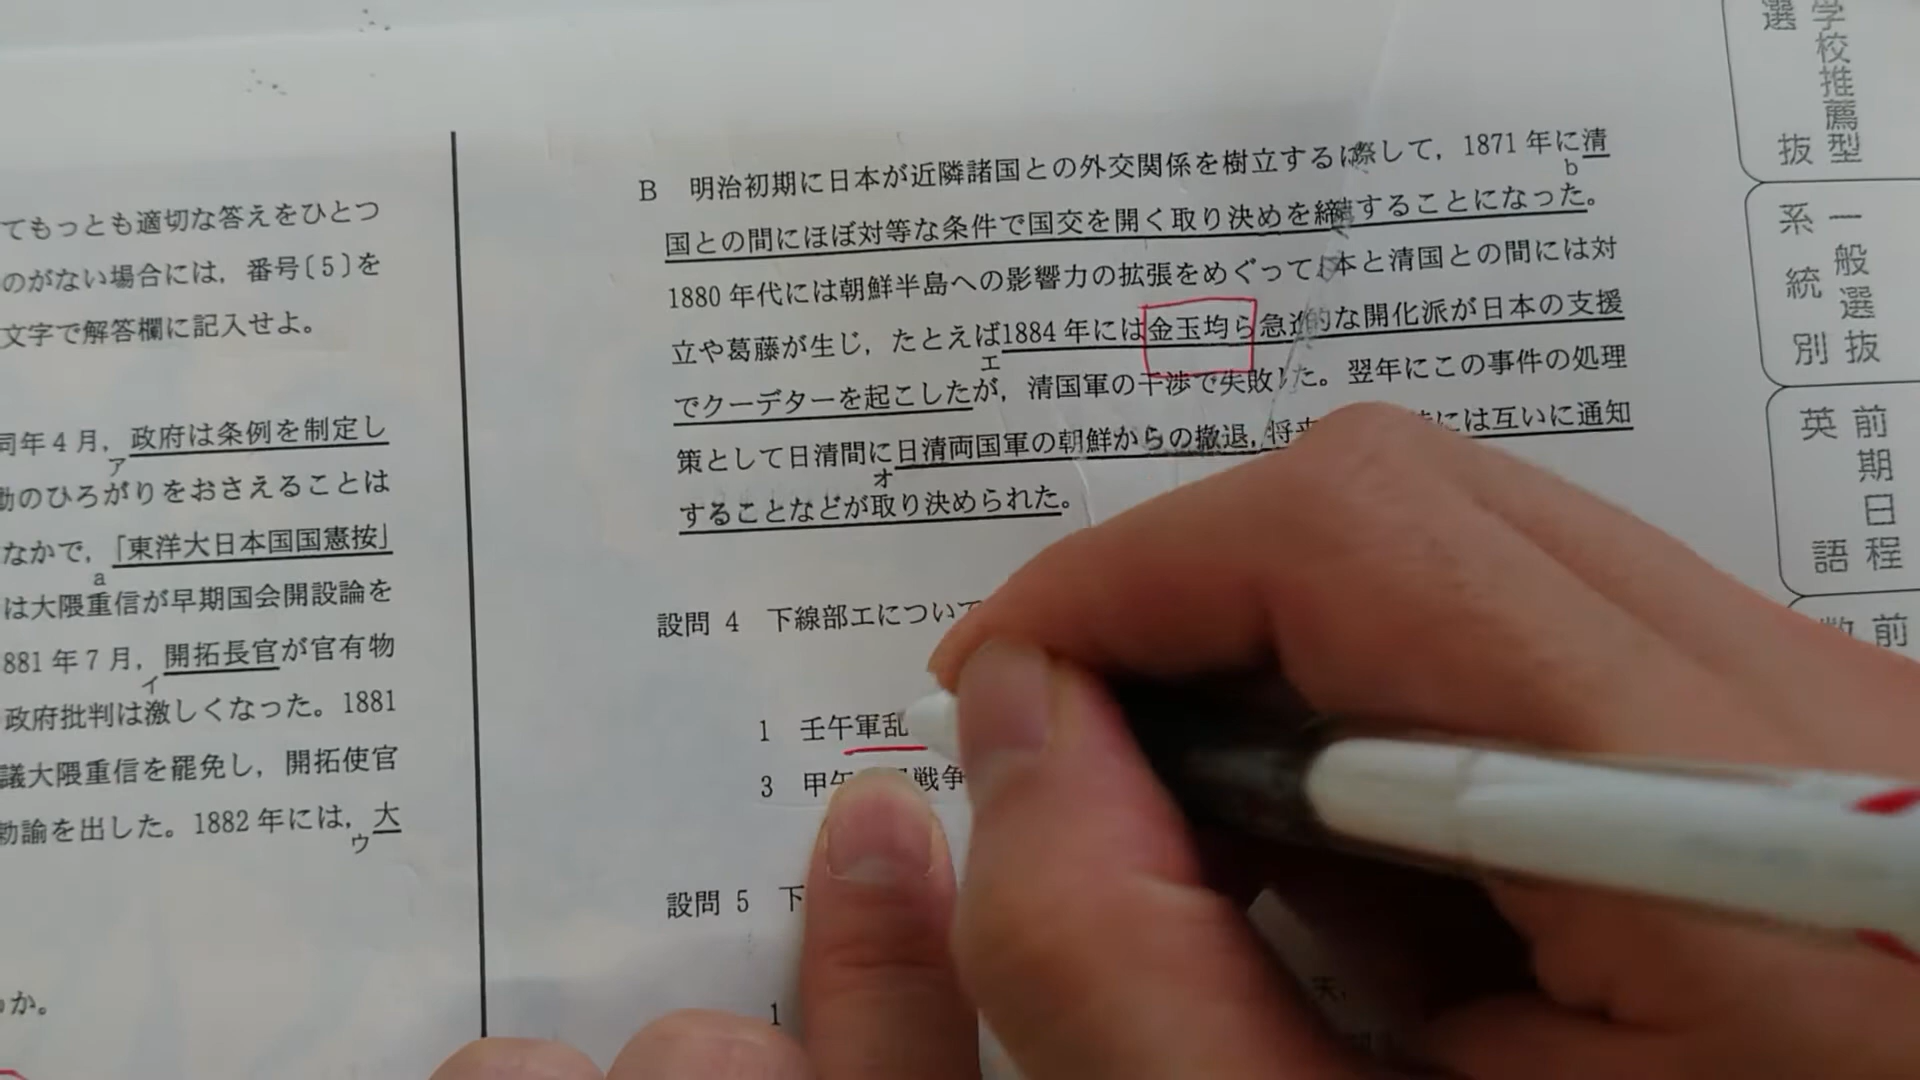 てもっとも適切な答えをひとつ
のがない場合には，番号〔5〕を
文字で解答欄に記入せよ。
同年4月，政府は条例を制定し
ア
動のひろがりをおさえることは
なかで，「東洋大日本国国憲按」
a
は大隈重信が早期国会開設論を
881年7月，開拓長官が官有物
イ
政府批判は激しくなった。1881
議大隈重信を罷免し，開拓使官
勅諭を出した。1882年には，大
ウ
か。
B 明治初期に日本が近隣諸国との外交関係を樹立するに際して，1871年に清
b
国との間にほぼ対等な条件で国交を開く取り決めを締結することになった。
1880年代には朝鮮半島への影響力の拡張をめぐって日本と清国との間には対
立や葛藤が生じ，たとえば1884年には金玉均ら急進的な開化派が日本の支援
エ
でクーデターを起こしたが，清国軍の干渉で失敗した。翌年にこの事件の処理
策として日清間に日清両国軍の朝鮮からの撤退，将来 には互いに通知
オ
することなどが取り決められた。
設問 4 下線部エについて
1 壬午軍乱
3 甲午 戦争
設問 5 下
1
学校推薦型
選抜
一般選抜
系統別
前期日程
英語
前